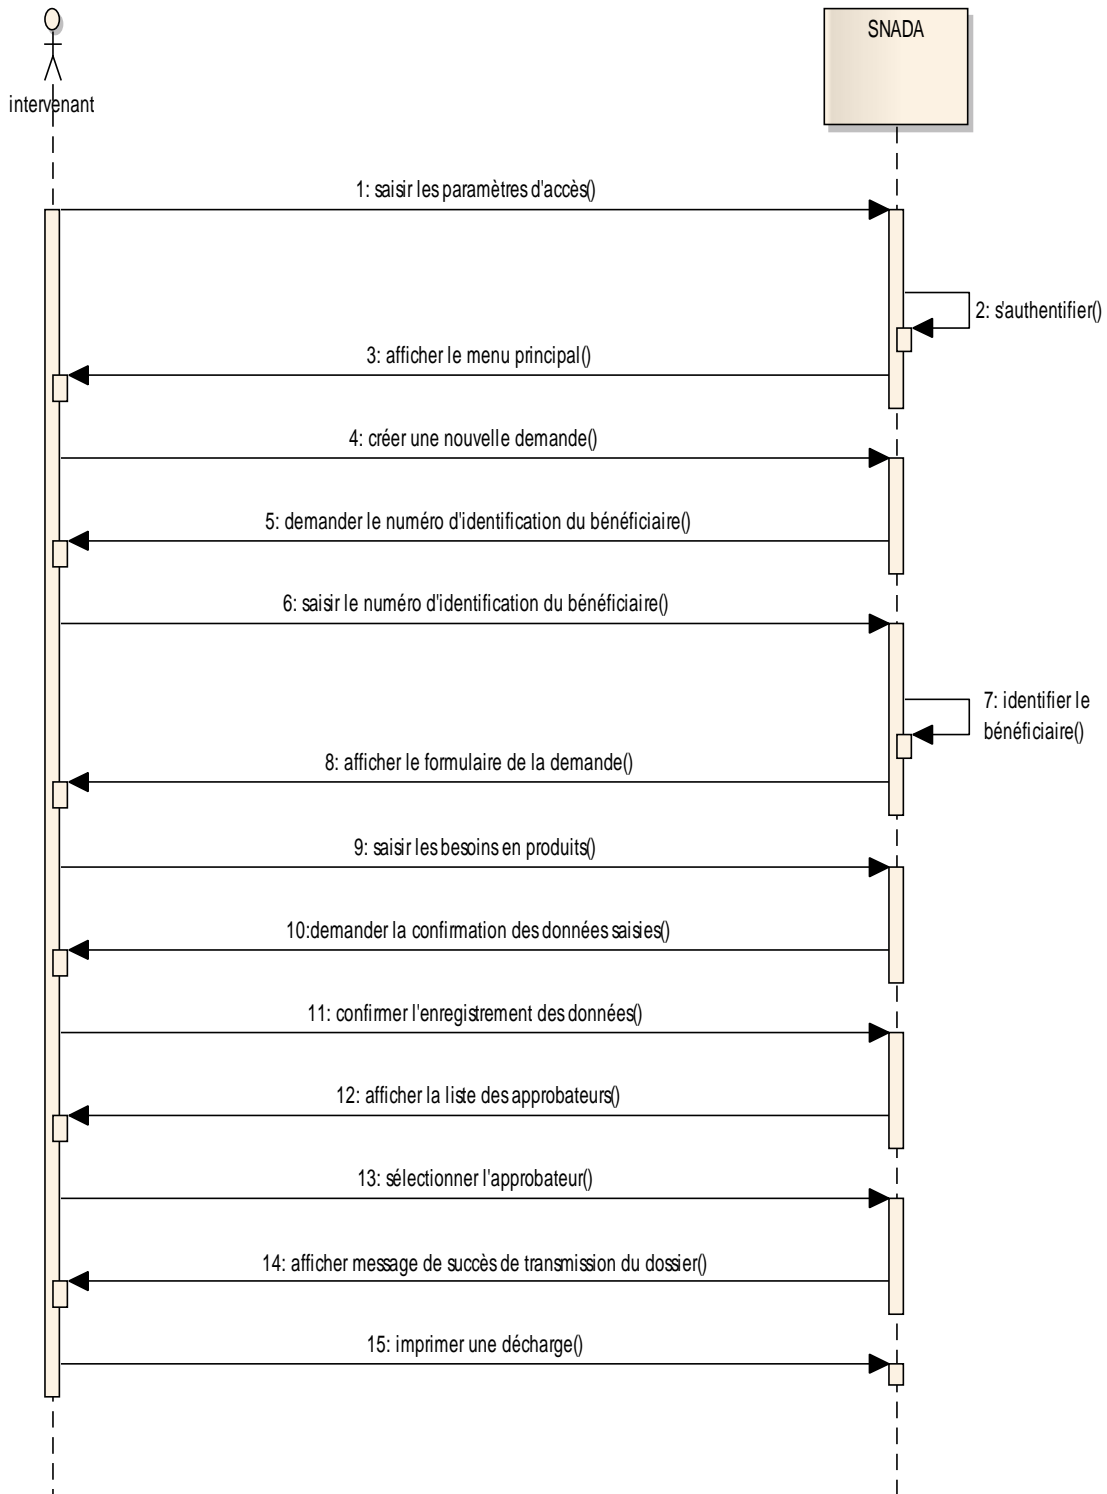 SNADA
intervenant
1: saisir les paramètres d'accès()
2: s'authentifier()
3: afficher le menu principal()
4: créer une nouvelle demande()
5: demander le numéro d'identification du bénéficiaire()
6: saisir le numéro d'identification du bénéficiaire()
7: identifier le
bénéficiaire()
8: afficher le formulaire de la demande()
9: saisir les besoins en produits()
10:demander la confirmation des données saisies()
11: confirmer l'enregistrement des données()
12: afficher la liste des approbateurs()
13: sélectionner l'approbateur()
14: afficher message de succès de transmission du dossier()
15: imprimer une décharge()